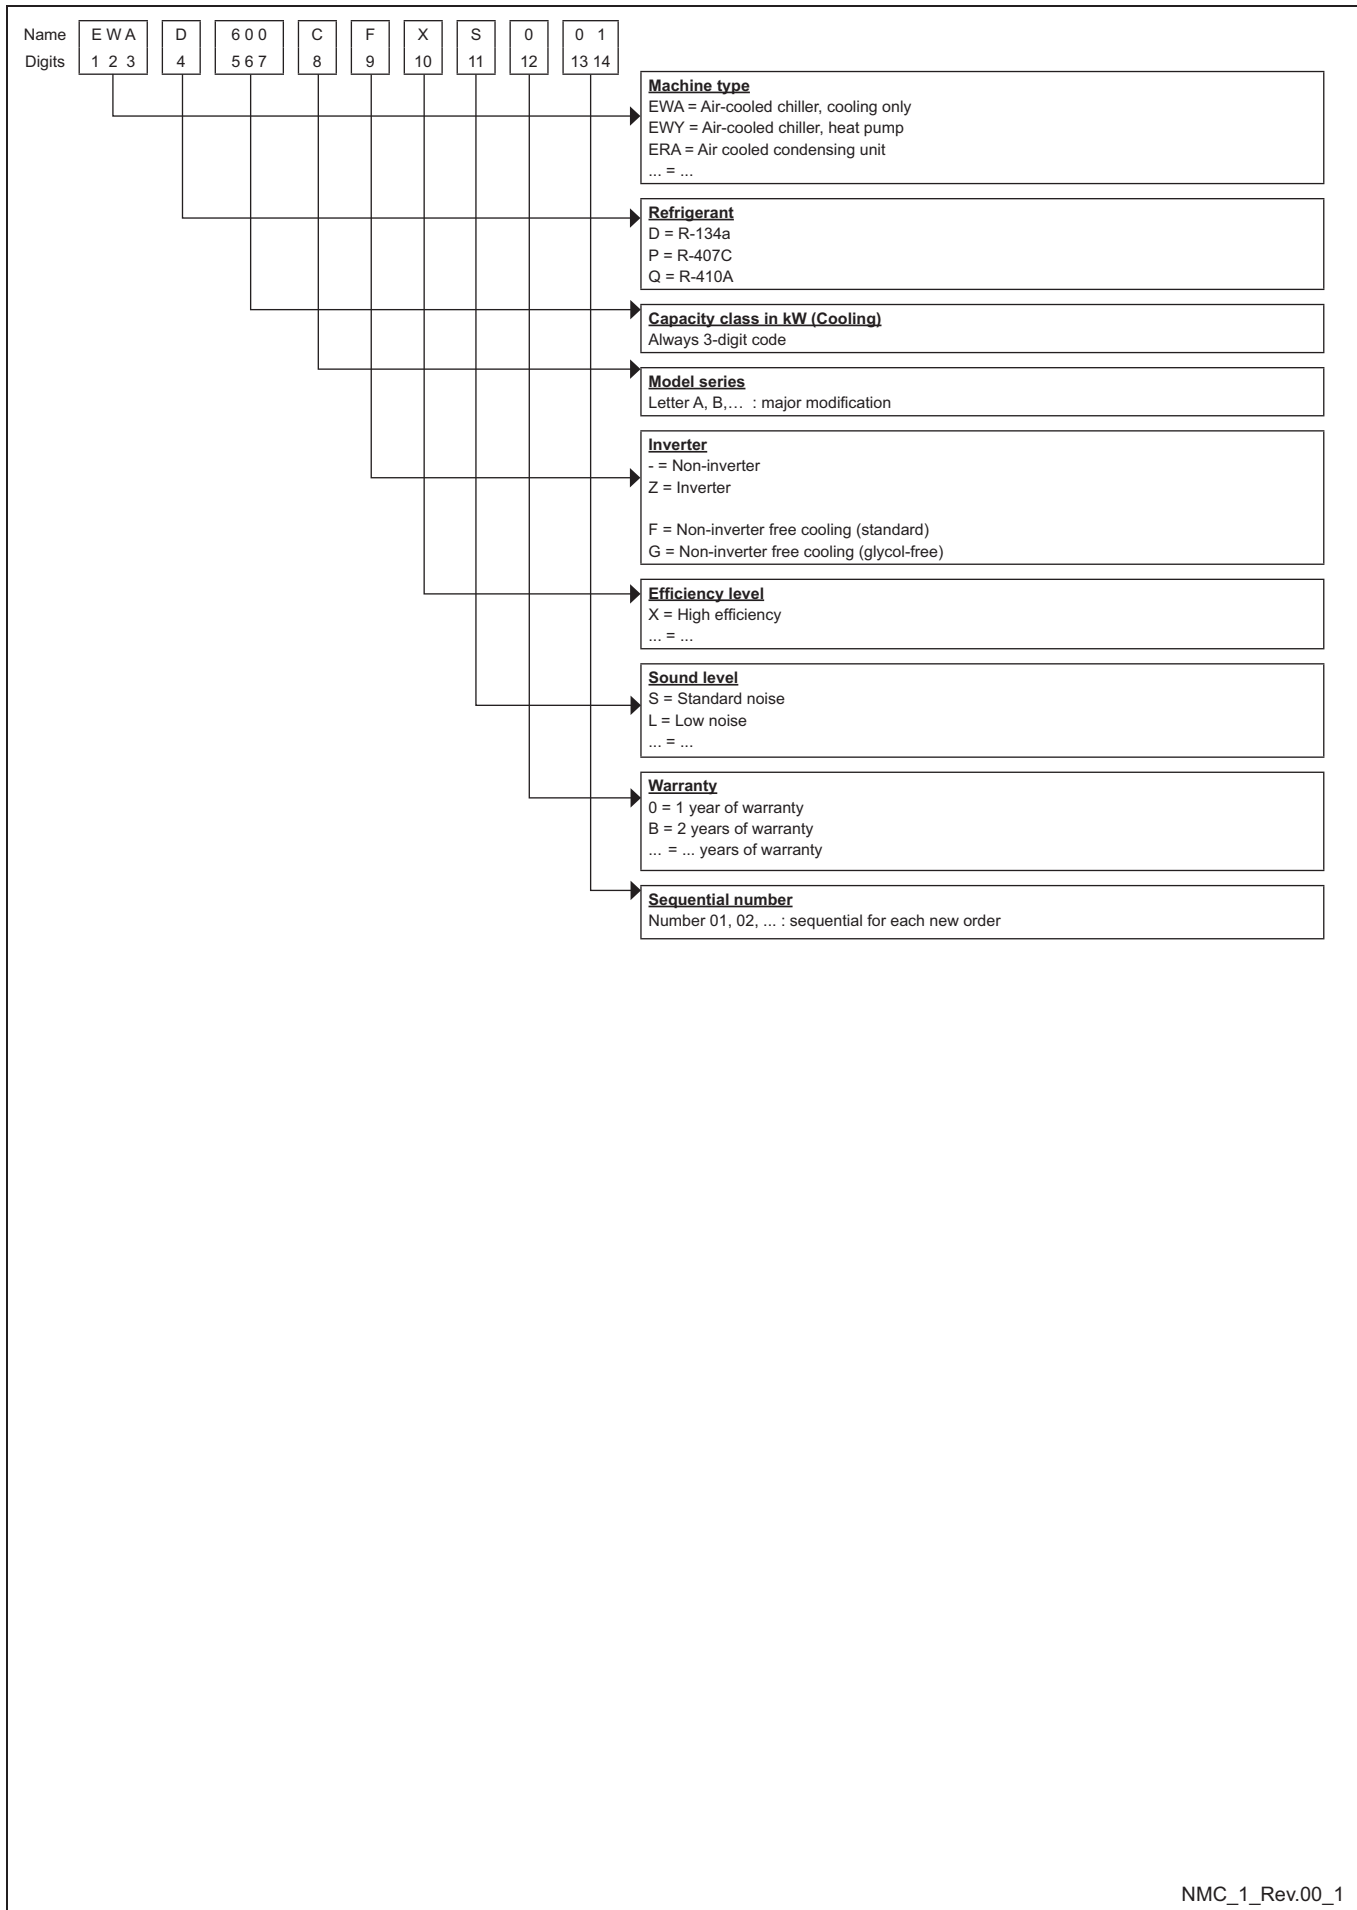 Name E W A D 6 0 0 C F X S 0 0 1
Digits 1 2 3 4 5 6 7 8 9 10 11 12 13 14
Machine type
EWA = Air-cooled chiller, cooling only
EWY = Air-cooled chiller, heat pump
ERA = Air cooled condensing unit
... = ...
Refrigerant
D = R-134a
P = R-407C
Q = R-410A
Capacity class in kW (Cooling)
Always 3-digit code
Model series
Letter A, B,… : major modification
Inverter
- = Non-inverter
Z = Inverter
F = Non-inverter free cooling (standard)
G = Non-inverter free cooling (glycol-free)
Efficiency level
X = High efficiency
... = ...
Sound level
S = Standard noise
L = Low noise
... = ...
Warranty
0 = 1 year of warranty
B = 2 years of warranty
... = ... years of warranty
Sequential number
Number 01, 02, ... : sequential for each new order
NMC_1_Rev.00_1